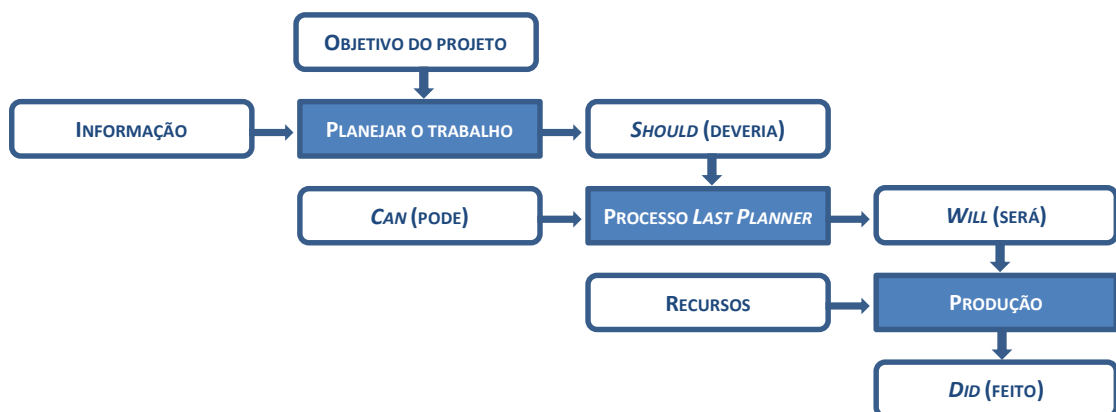 OBJETIVO DO PROJETO
INFORMAÇÃO
PLANEJAR O TRABALHO
SHOULD (DEVERIA)
CAN (PODE)
PROCESSO LAST PLANNER
WILL (SERÁ)
RECURSOS
PRODUÇÃO
DID (FEITO)